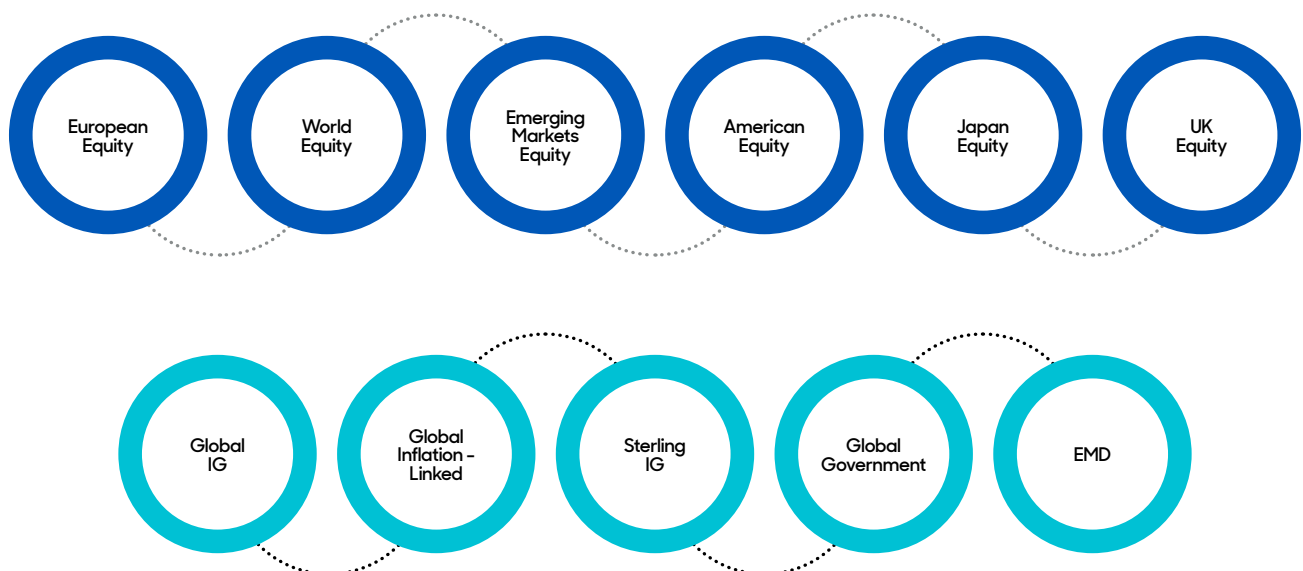 European
Equity
World
Equity
Emerging
Markets
Equity
American
Equity
Japan
Equity
UK
Equity
Global
IG
Global
Inflation -
Linked
Sterling
IG
Global
Government
EMD